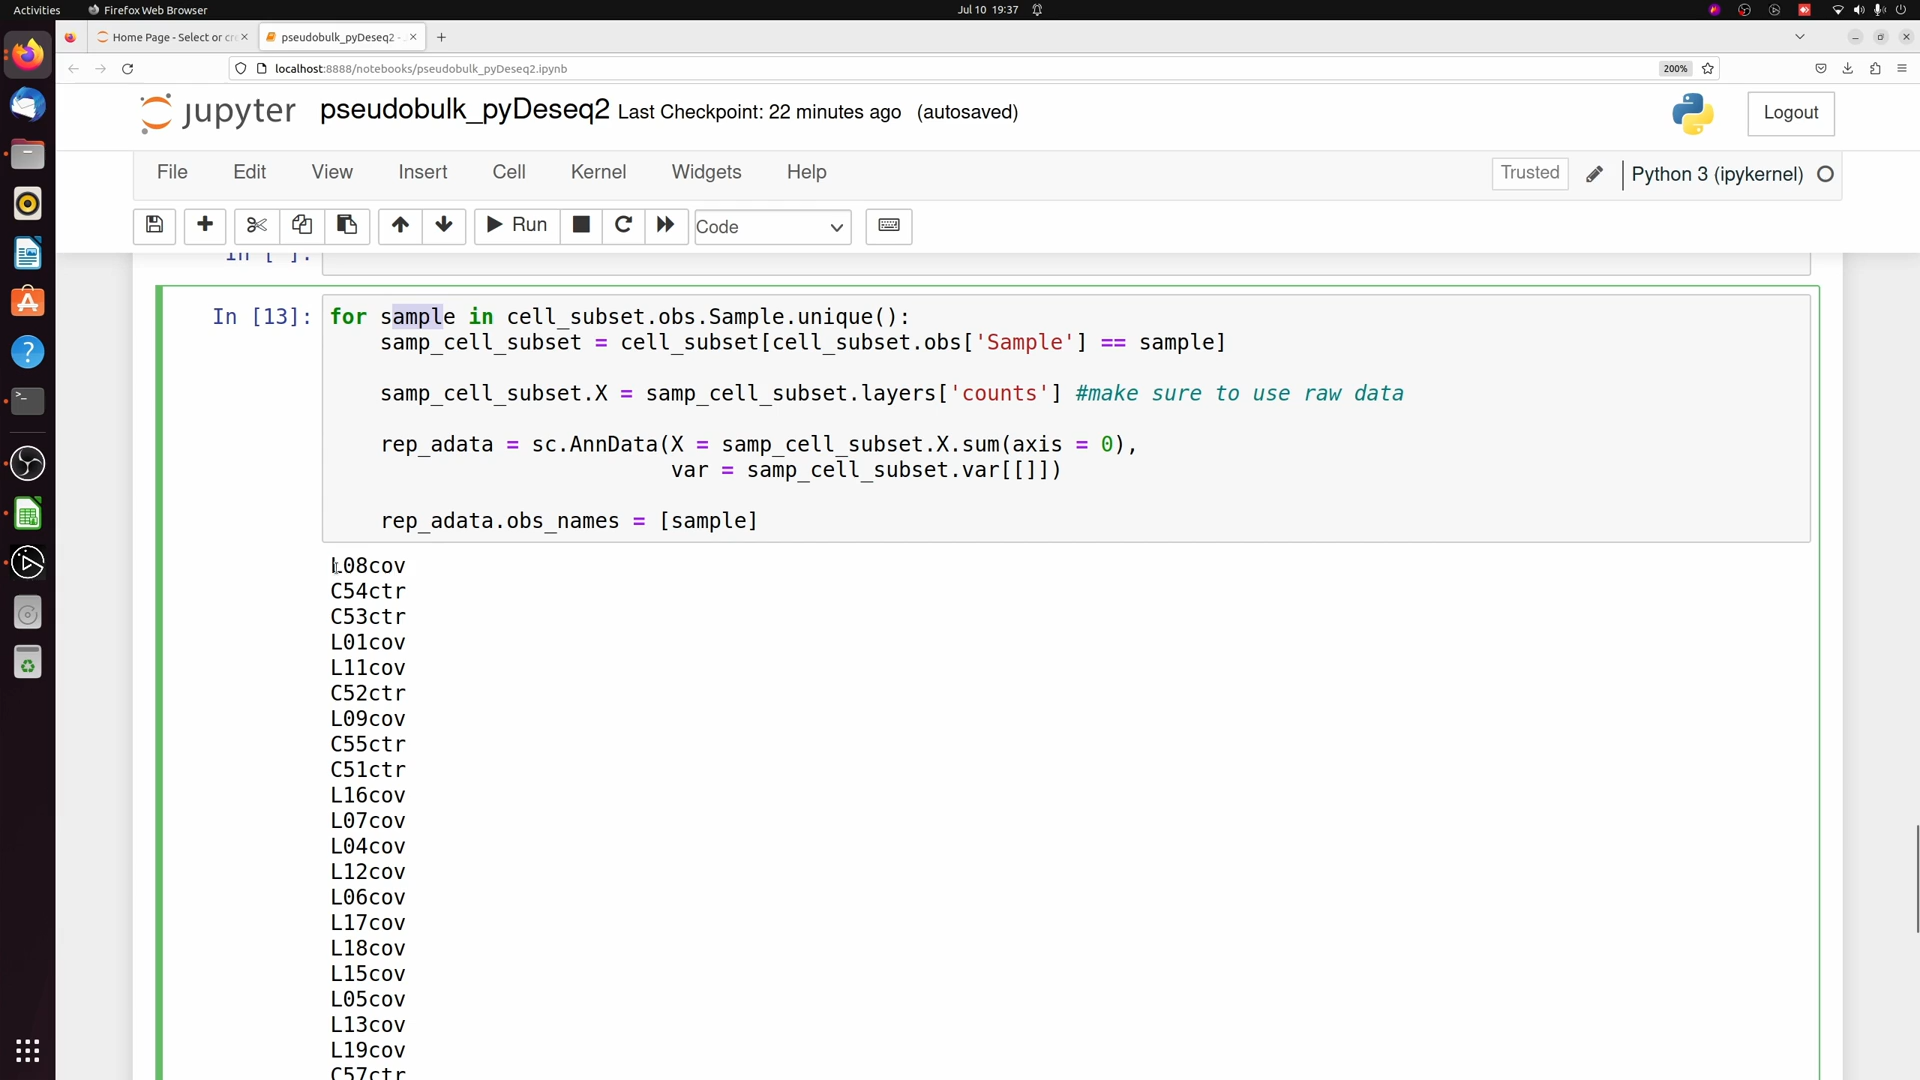 Activities
Firefox Web Browser
Jul 10 19:37
Home Page - Select or cre
pseudobulk_pyDeseq2 -
localhost:8888/notebooks/pseudobulk_pyDeseq2.ipynb
200%
jupyter
pseudobulk_pyDeseq2 Last Checkpoint: 22 minutes ago (autosaved)
Logout
File Edit View Insert Cell Kernel Widgets Help
Trusted
Python 3 (ipykernel)
Run
Code
In [ ]:
In [13]:
for sample in cell_subset.obs.Sample.unique():
    samp_cell_subset = cell_subset[cell_subset.obs['Sample'] == sample]
    samp_cell_subset.X = samp_cell_subset.layers['counts'] #make sure to use raw data
    rep_adata = sc.AnnData(X = samp_cell_subset.X.sum(axis = 0),
                           var = samp_cell_subset.var[[]])
    rep_adata.obs_names = [sample]
L08cov
C54ctr
C53ctr
L01cov
L11cov
C52ctr
L09cov
C55ctr
C51ctr
L16cov
L07cov
L04cov
L12cov
L06cov
L17cov
L18cov
L15cov
L05cov
L13cov
L19cov
C57ctr